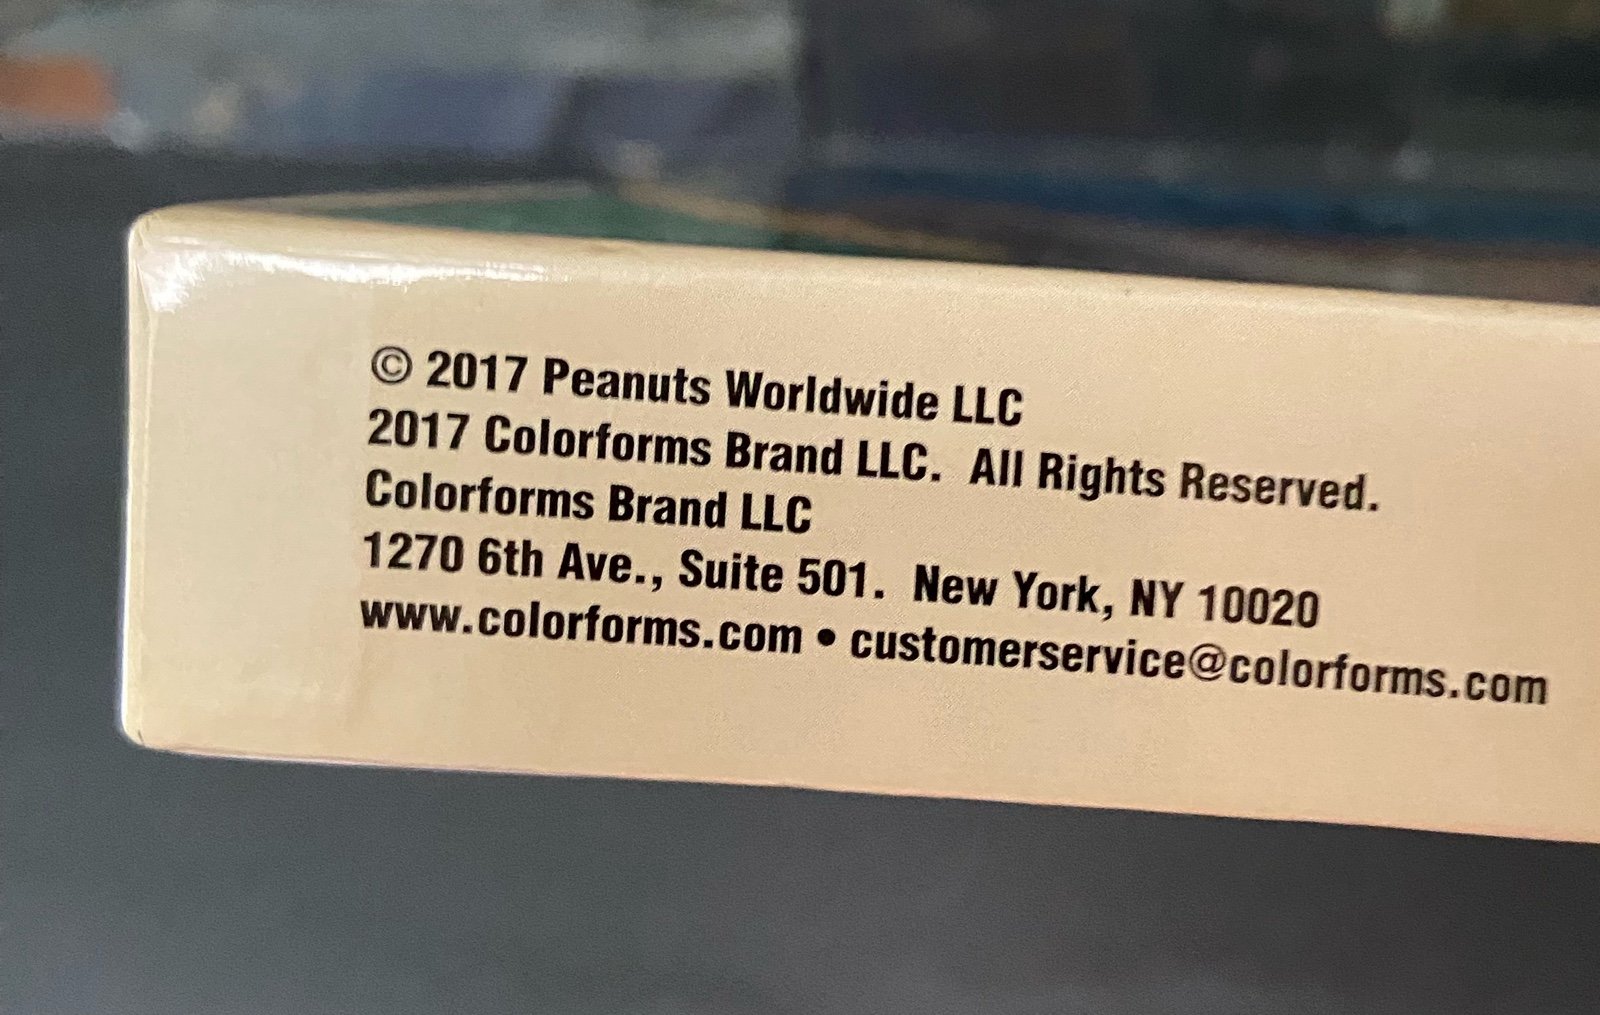 © 2017 Peanuts Worldwide LLC
2017 Colorforms Brand LLC.  All Rights Reserved.
Colorforms Brand LLC
1270 6th Ave., Suite 501.  New York, NY 10020
www.colorforms.com • customerservice@colorforms.com